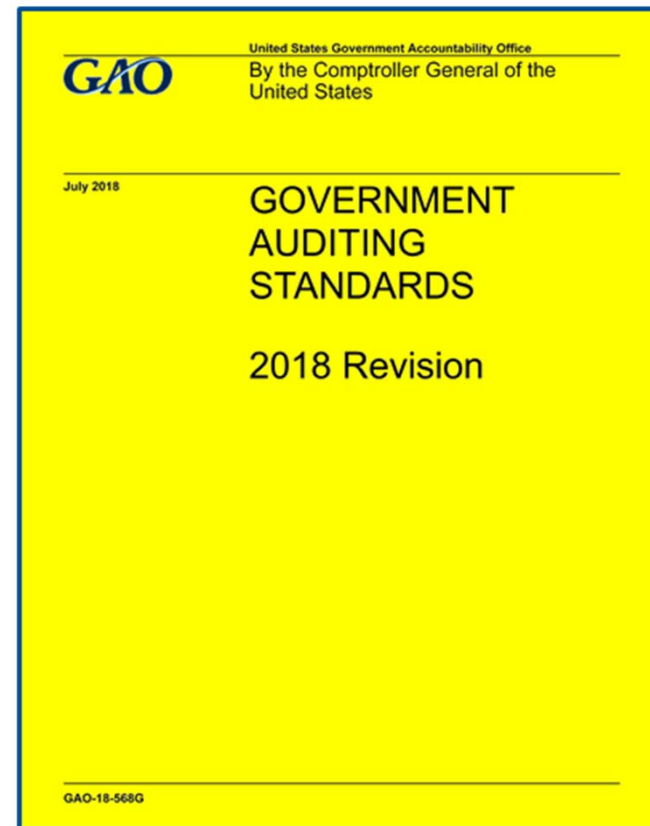 GAO
United States Government Accountability Office
By the Comptroller General of the
United States
July 2018
GOVERNMENT
AUDITING
STANDARDS
2018 Revision
GAO-18-568G